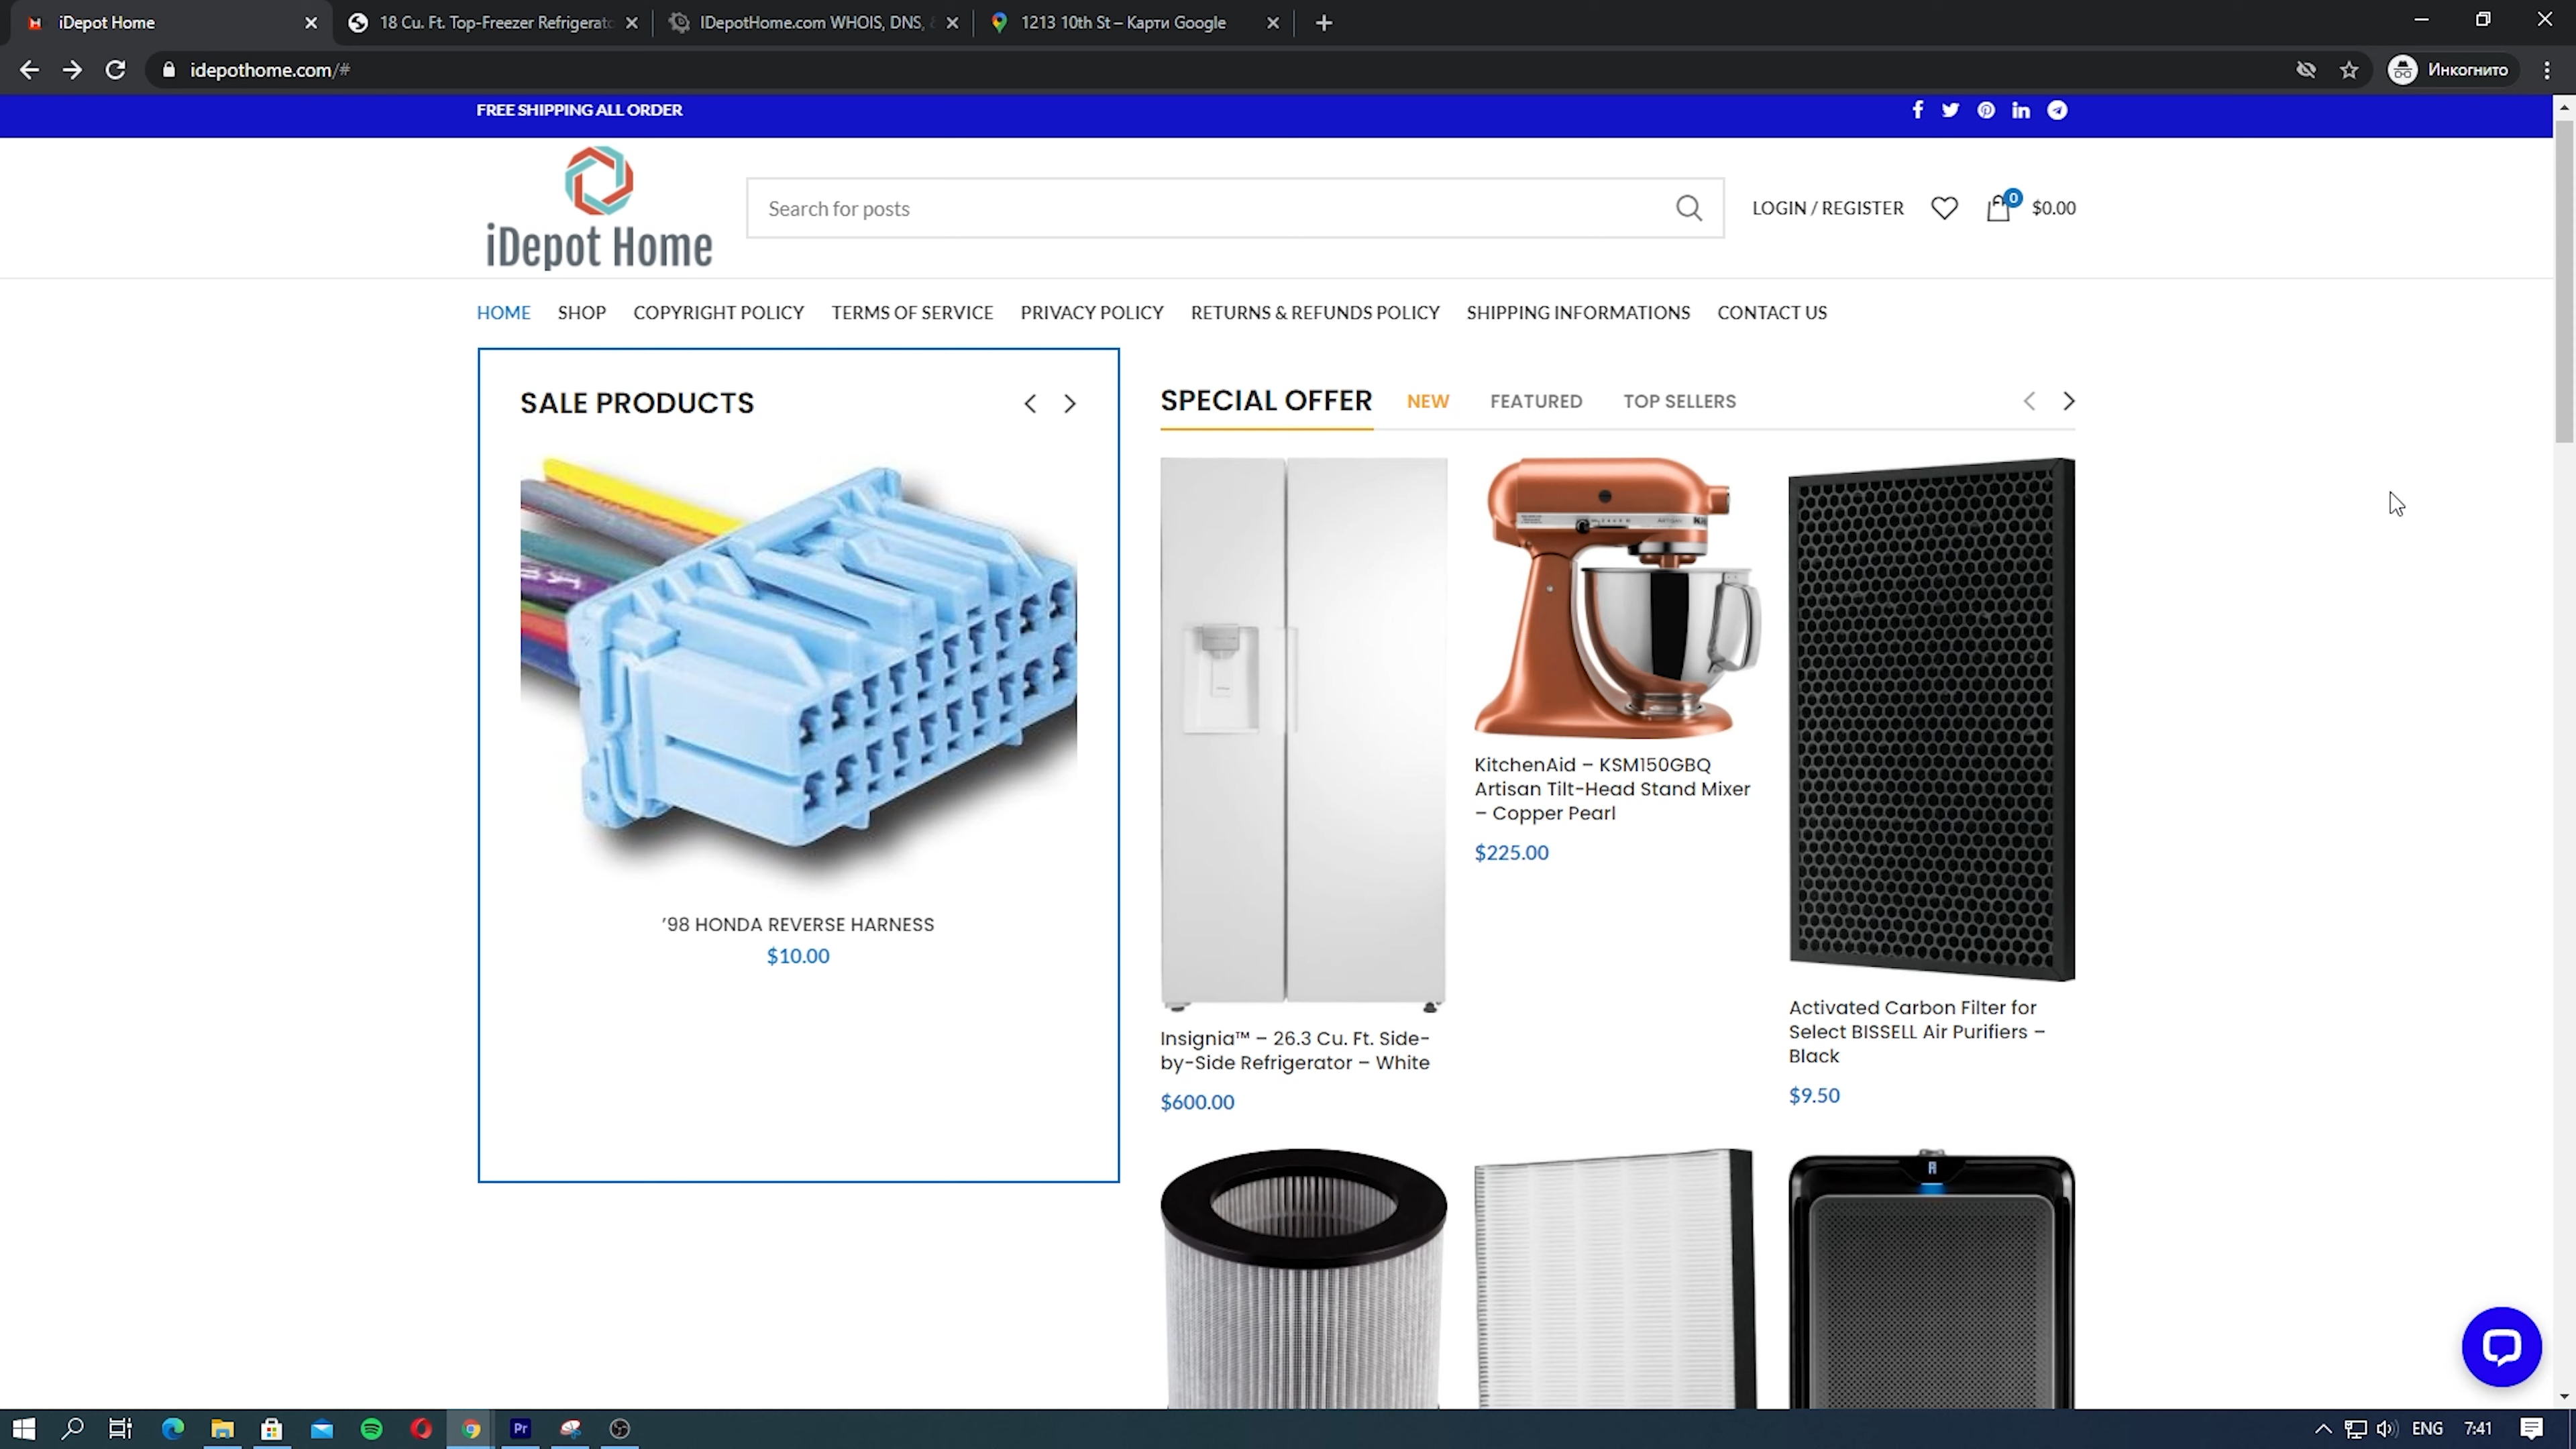 iDepot Home
18 Cu. Ft. Top-Freezer Refrigerato
IDepotHome.com WHOIS, DNS, &
1213 10th St – Карти Google
idepothome.com/#
Инкогнито
FREE SHIPPING ALL ORDER
iDepot Home
Search for posts
LOGIN / REGISTER
0
$0.00
HOME
SHOP
COPYRIGHT POLICY
TERMS OF SERVICE
PRIVACY POLICY
RETURNS & REFUNDS POLICY
SHIPPING INFORMATIONS
CONTACT US
SALE PRODUCTS
'98 HONDA REVERSE HARNESS
$10.00
SPECIAL OFFER
NEW
FEATURED
TOP SELLERS
Insignia™ – 26.3 Cu. Ft. Side-
by-Side Refrigerator – White
$600.00
KitchenAid – KSM150GBQ
Artisan Tilt-Head Stand Mixer
– Copper Pearl
$225.00
Activated Carbon Filter for
Select BISSELL Air Purifiers –
Black
$9.50
Pr
ENG
7:41